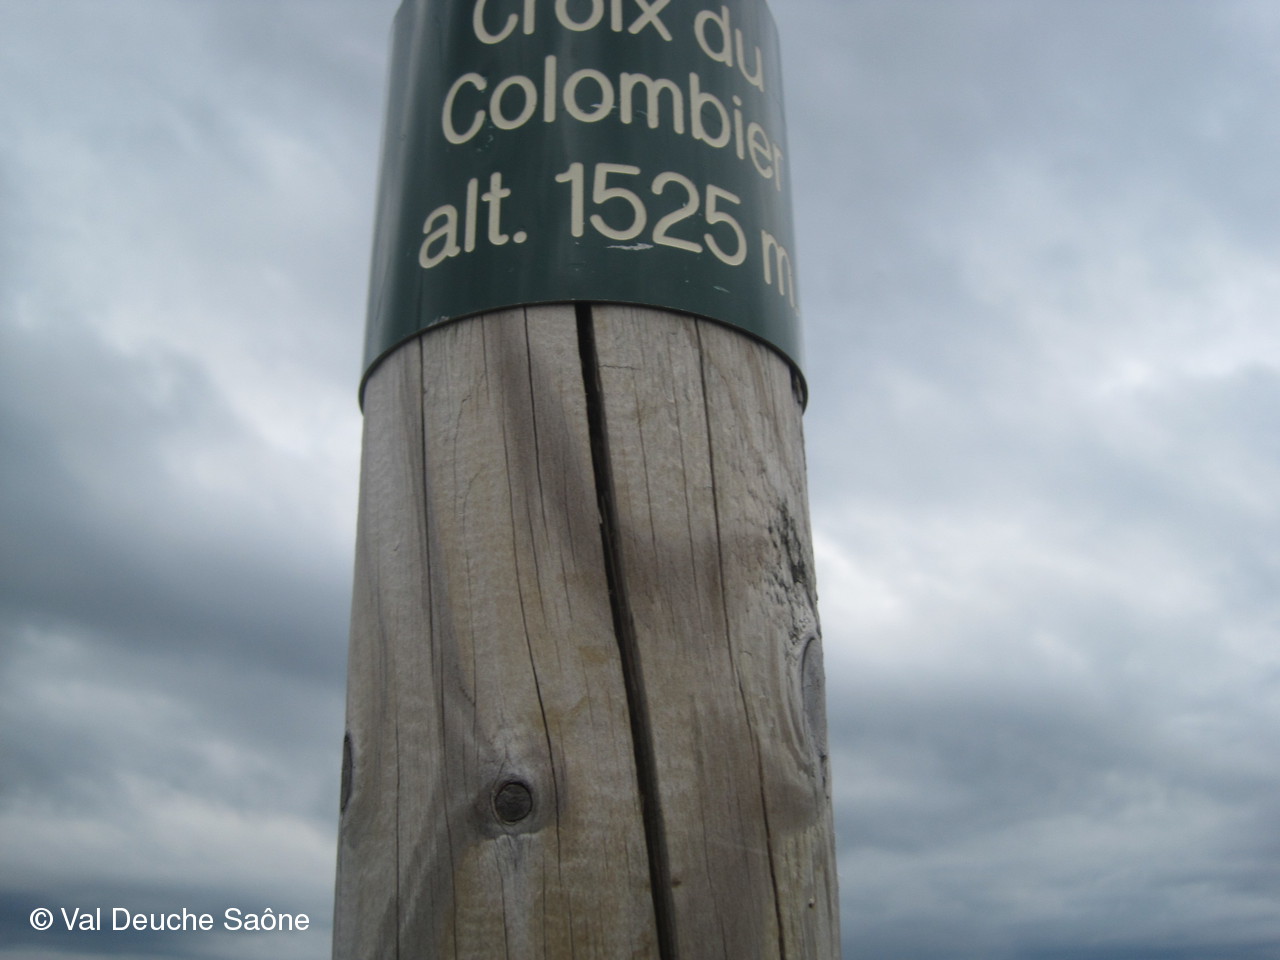 Croix du
Colombier
alt. 1525 m.
© Val Deuche Saône